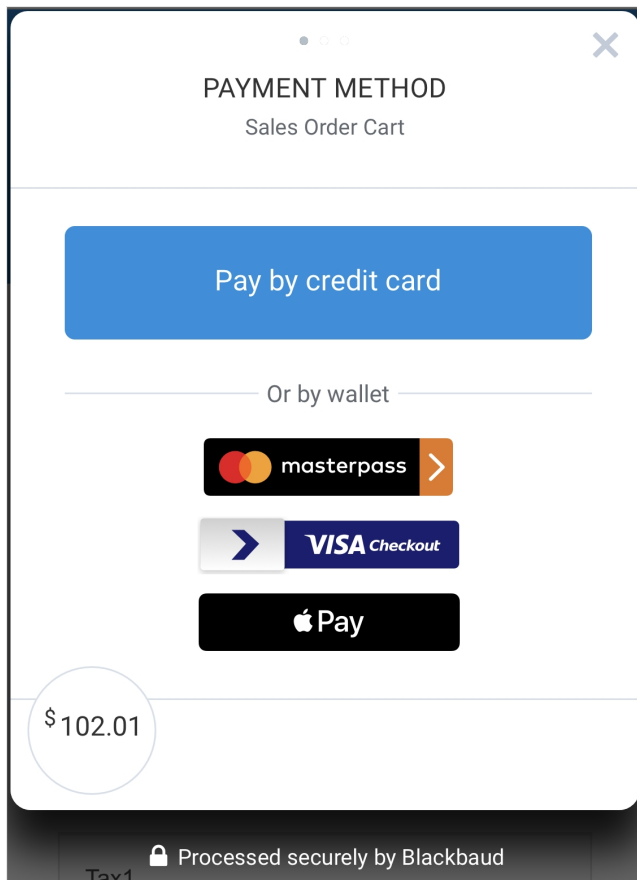 PAYMENT METHOD
Sales Order Cart
Pay by credit card
Or by wallet
masterpass
VISA Checkout
Pay
$102.01
Processed securely by Blackbaud
Tax1